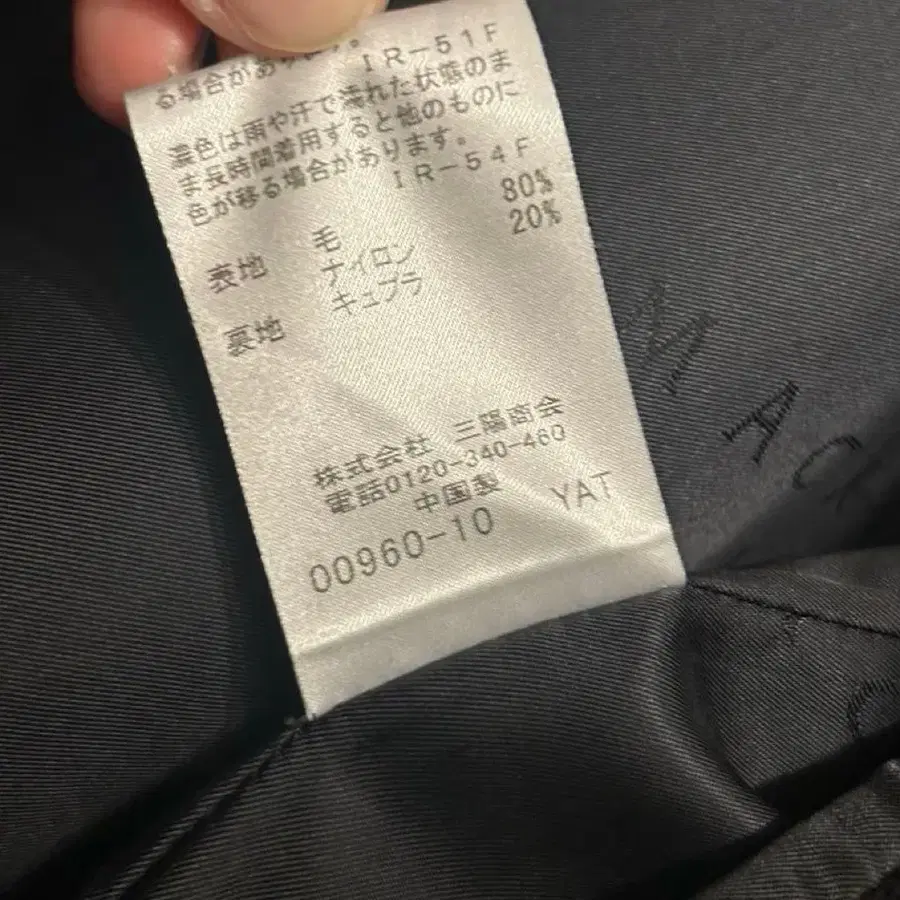 る場合があります。
IR-51F
濃色は雨や汗で濡れた状態のま
ま長時間着用すると他のものに
色が移る場合があります。
IR-54F
表地 毛 80%
ナイロン 20%
裏地 キュプラ
株式会社 三陽商会
電話0120-340-460
中国製
00960-10 YAT
MAC